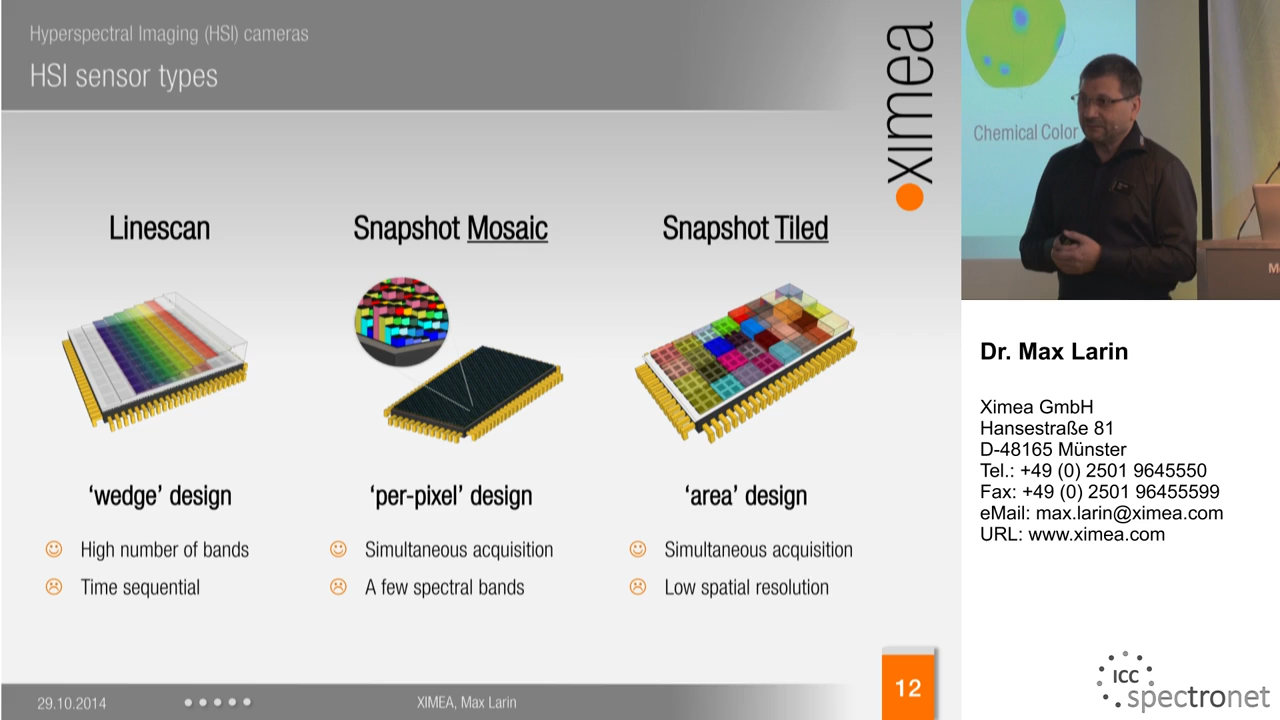 Hyperspectral Imaging (HSI) cameras
HSI sensor types
ximea
Linescan
Snapshot Mosaic
Snapshot Tiled
‘wedge’ design
‘per-pixel’ design
‘area’ design
High number of bands
Time sequential
Simultaneous acquisition
A few spectral bands
Simultaneous acquisition
Low spatial resolution
29.10.2014
XIMEA, Max Larin
12
Chemical Color
M
Dr. Max Larin
Ximea GmbH
Hansestraße 81
D-48165 Münster
Tel.: +49 (0) 2501 9645550
Fax: +49 (0) 2501 96455599
eMail: max.larin@ximea.com
URL: www.ximea.com
ICC
spectronet